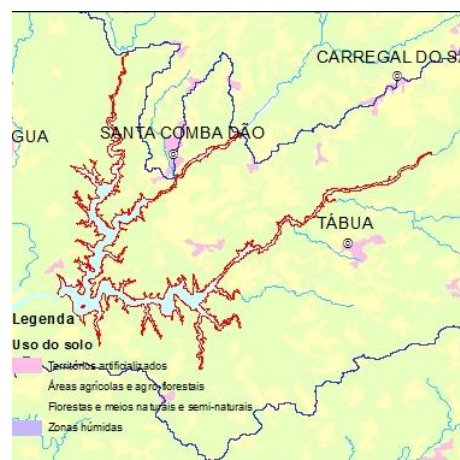 CARREGAL DO S
GUA
SANTA COMBA DÃO
TÁBUA
Legenda
Uso do solo
Territórios artificializados
Áreas agrícolas e agro-florestais
Florestas e meios naturais e semi-naturais
Zonas húmidas